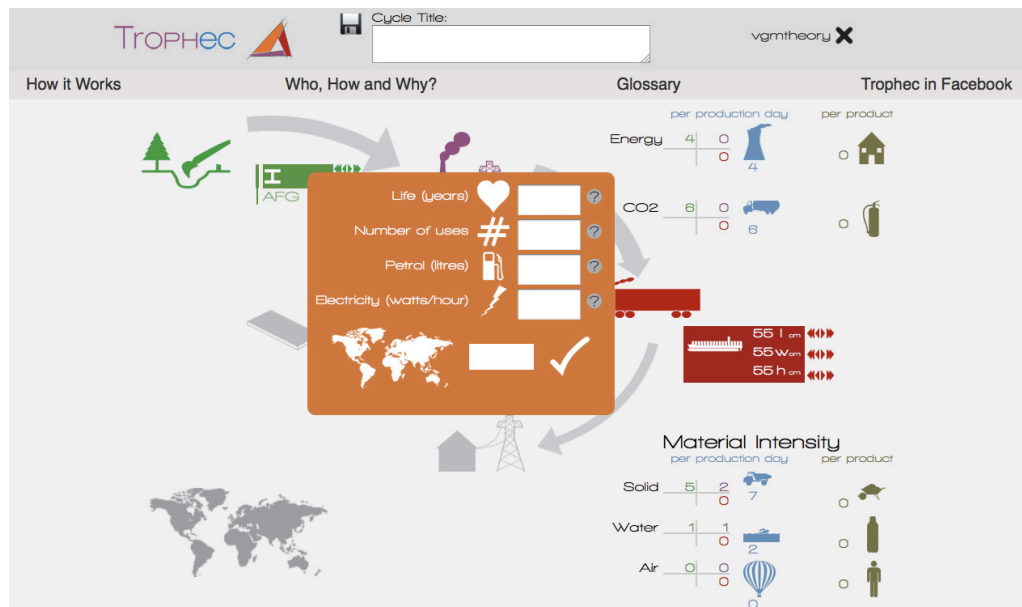 TROPHEC
Cycle Title:
vgmtheory
How it Works
Who, How and Why?
Glossary
Trophec in Facebook
per production day
per product
Energy 4 0
0
4
0
AFG
CO2 6 0
0
6
0
Life (years)
?
Number of uses #
?
Petrol (litres)
?
Electricity (watts/hour)
?
55 l cm
55 w cm
55 h cm
Material Intensity
per production day
per product
Solid 5 2
0
7
0
Water 1 1
0
2
0
Air 0 0
0
0
0